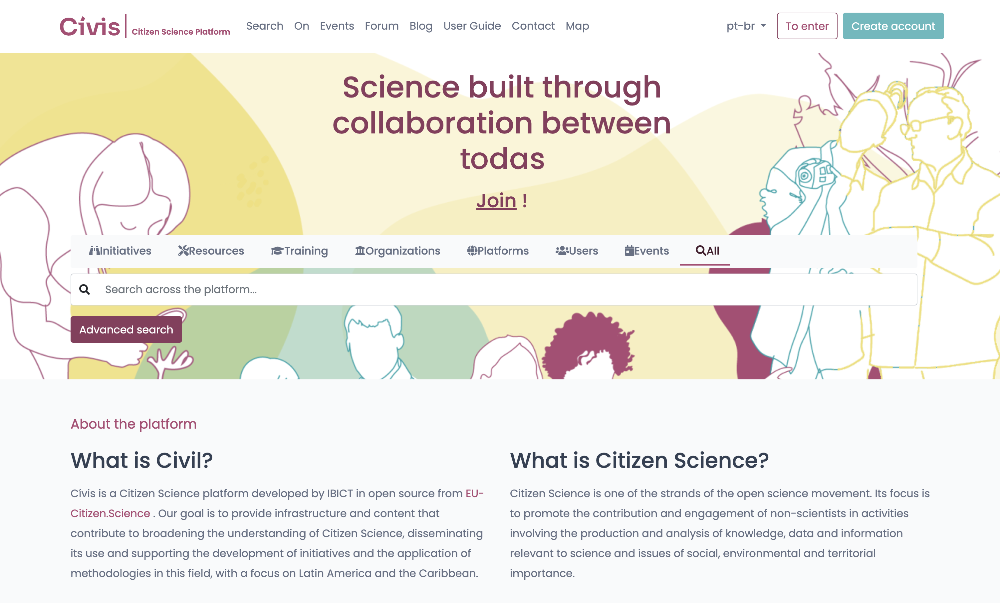 Cívis | Citizen Science Platform
Search On Events Forum Blog User Guide Contact Map
pt-br To enter Create account
Science built through
collaboration between
todas
Join !
Initiatives Resources Training Organizations Platforms Users Events All
Search across the platform...
Advanced search
About the platform
What is Civil?
Cívis is a Citizen Science platform developed by IBICT in open source from EU-
Citizen.Science . Our goal is to provide infrastructure and content that
contribute to broadening the understanding of Citizen Science, disseminating
its use and supporting the development of initiatives and the application of
methodologies in this field, with a focus on Latin America and the Caribbean.
What is Citizen Science?
Citizen Science is one of the strands of the open science movement. Its focus is
to promote the contribution and engagement of non-scientists in activities
involving the production and analysis of knowledge, data and information
relevant to science and issues of social, environmental and territorial
importance.